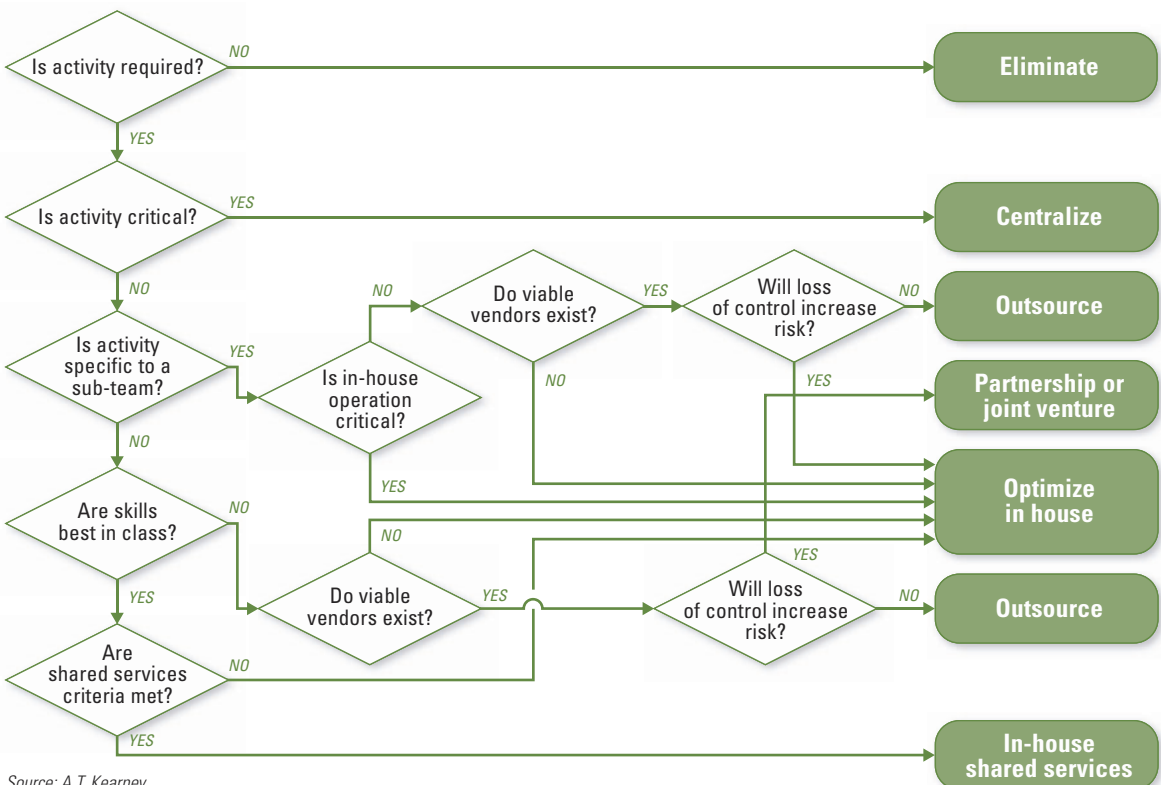 Is activity required?
NO
Eliminate
YES
Is activity critical?
YES
Centralize
NO
Is activity
specific to a
sub-team?
YES
Is in-house
operation
critical?
NO
Do viable
vendors exist?
YES
Will loss
of control increase
risk?
NO
Outsource
NO
YES
Partnership or
joint venture
YES
Optimize
in house
NO
Are skills
best in class?
NO
NO
Do viable
vendors exist?
YES
YES
Will loss
of control increase
risk?
NO
Outsource
YES
Are
shared services
criteria met?
NO
YES
In-house
shared services
Source: A.T. Kearney